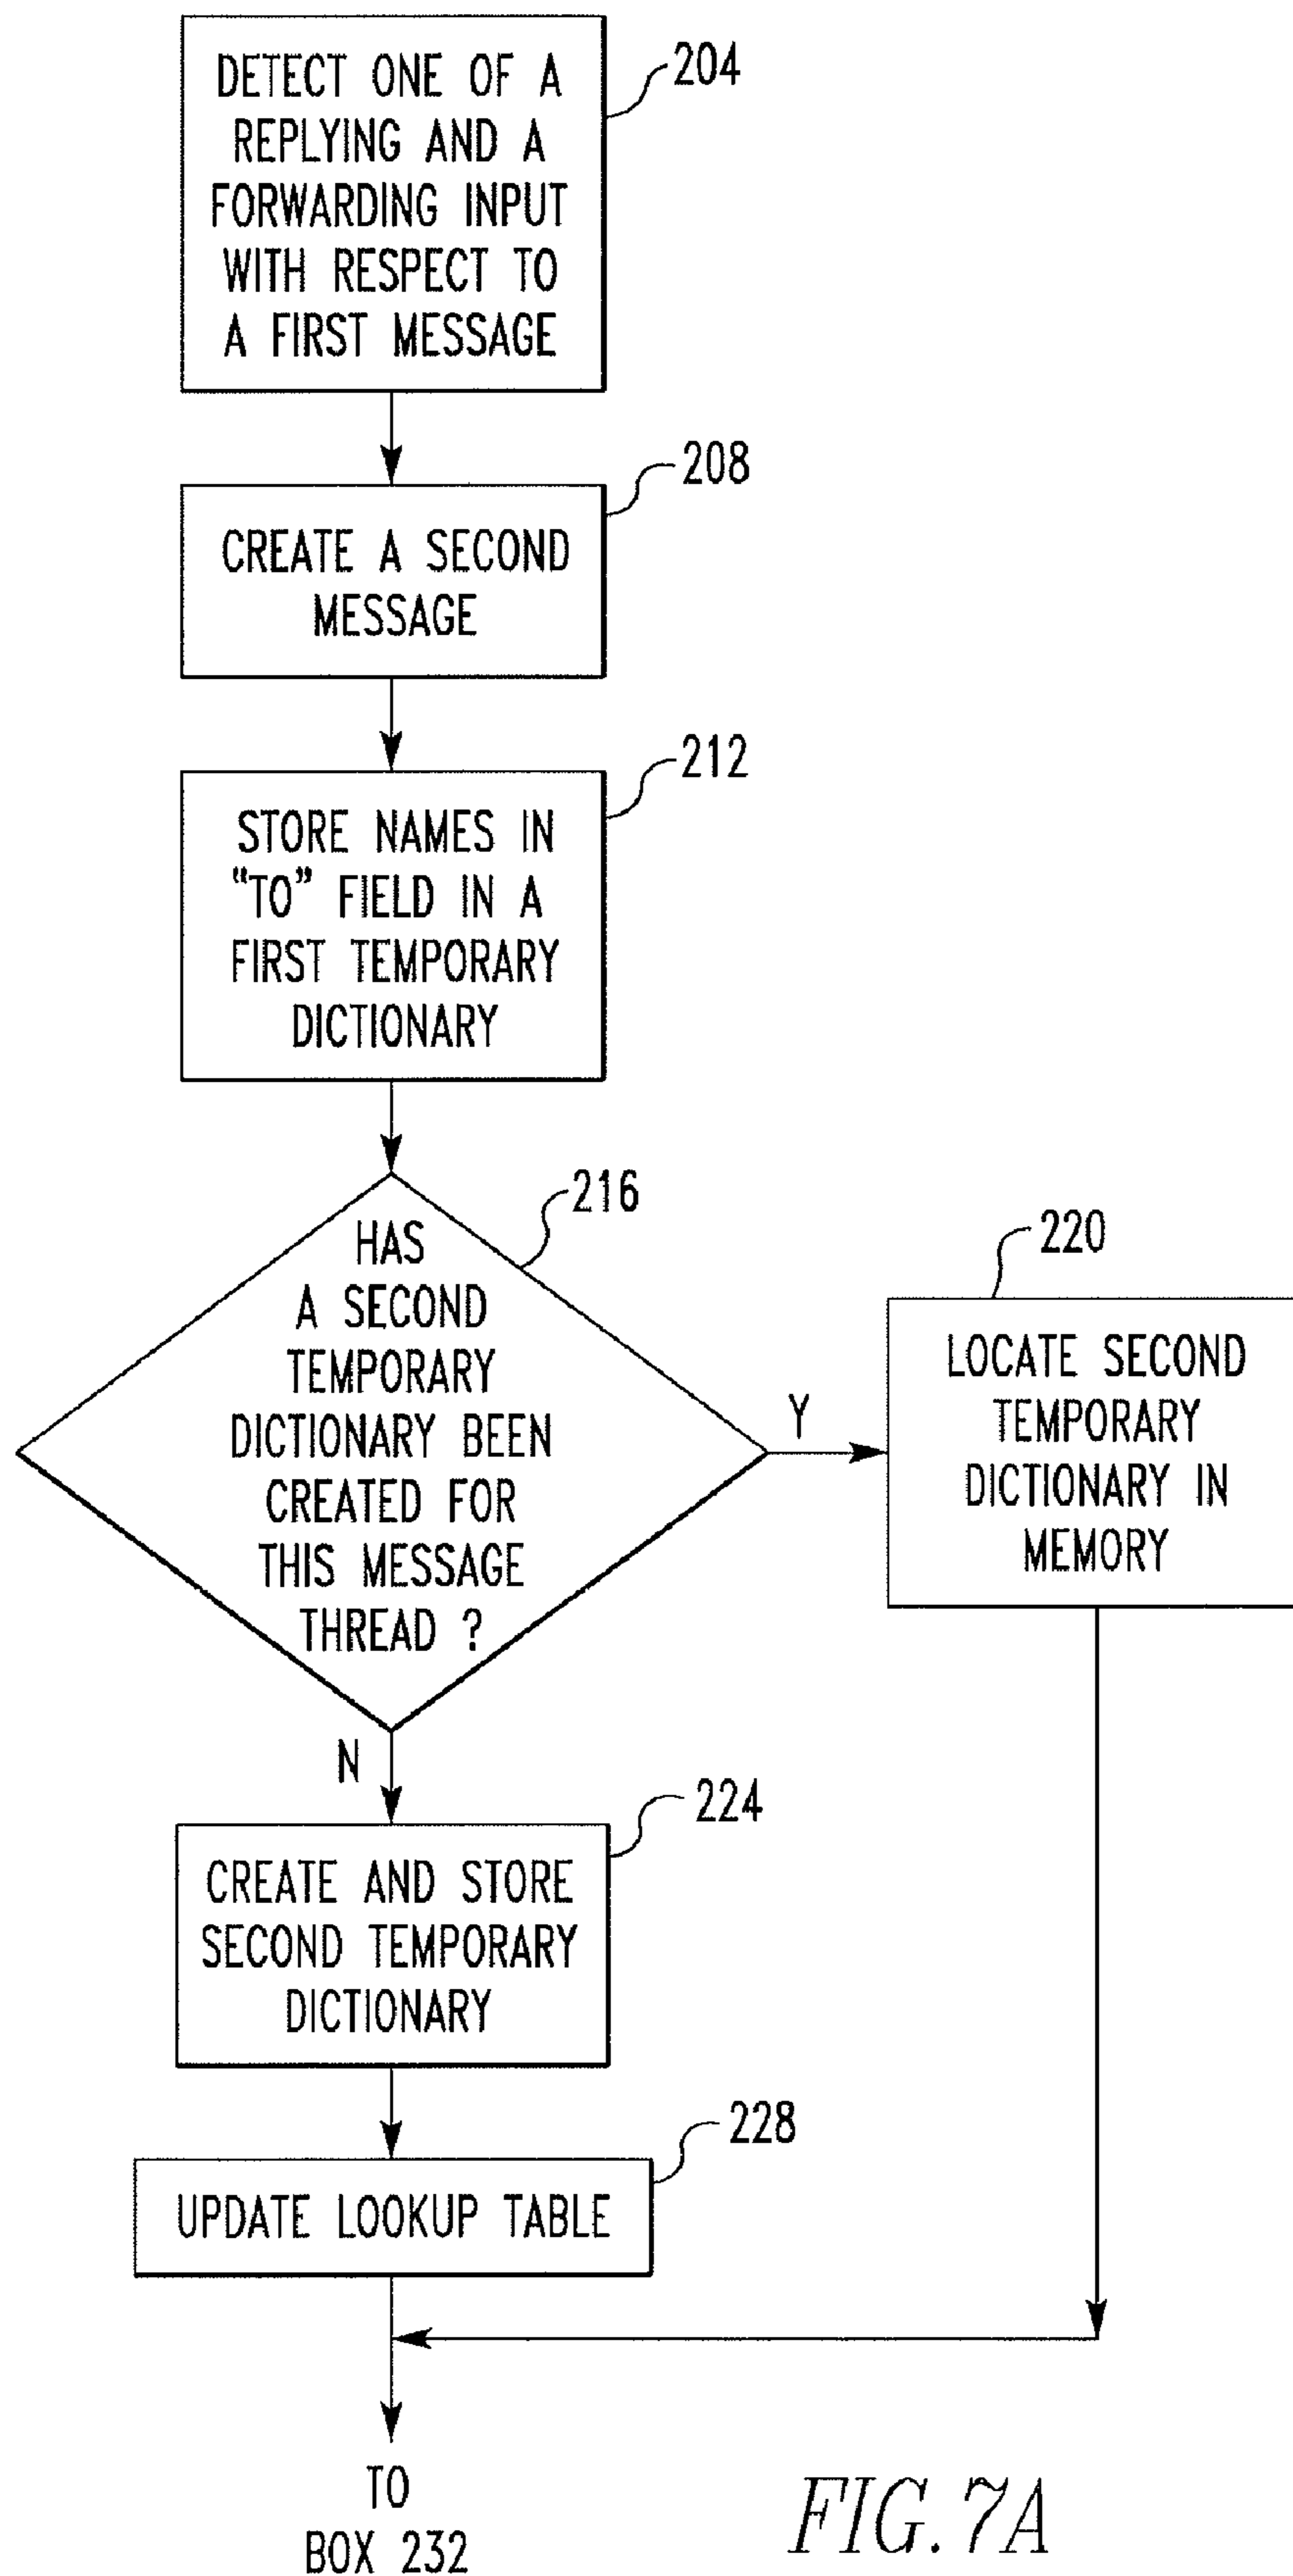 DETECT ONE OF A
REPLYING AND A
FORWARDING INPUT
WITH RESPECT TO
A FIRST MESSAGE
204
CREATE A SECOND
MESSAGE
208
STORE NAMES IN
“TO” FIELD IN A
FIRST TEMPORARY
DICTIONARY
212
HAS
A SECOND
TEMPORARY
DICTIONARY BEEN
CREATED FOR
THIS MESSAGE
THREAD ?
216
Y
220
LOCATE SECOND
TEMPORARY
DICTIONARY IN
MEMORY
N
224
CREATE AND STORE
SECOND TEMPORARY
DICTIONARY
228
UPDATE LOOKUP TABLE
TO
BOX 232
FIG. 7A